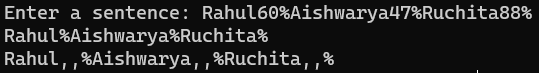 Enter a sentence: Rahul60%Aishwarya47%Ruchita88%
Rahul%Aishwarya%Ruchita%
Rahul,,%Aishwarya,,%Ruchita,,%